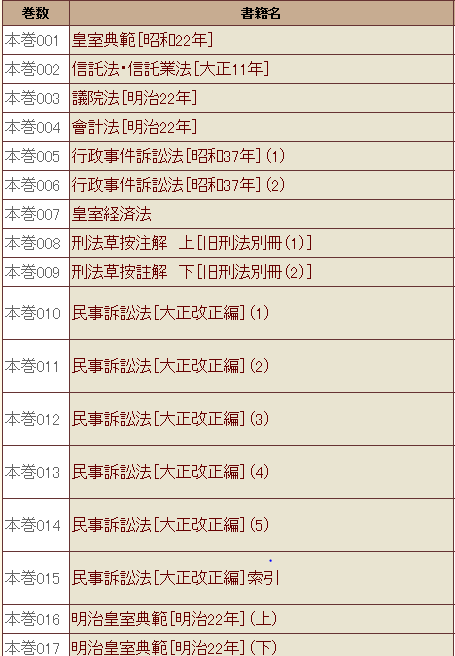 巻数 書籍名
本巻001 皇室典範[昭和22年]
本巻002 信託法・信託業法[大正11年]
本巻003 議院法[明治22年]
本巻004 會計法[明治22年]
本巻005 行政事件訴訟法[昭和37年](1)
本巻006 行政事件訴訟法[昭和37年](2)
本巻007 皇室経済法
本巻008 刑法草按注解　上[旧刑法別冊(1)]
本巻009 刑法草按註解　下[旧刑法別冊(2)]
本巻010 民事訴訟法[大正改正編](1)
本巻011 民事訴訟法[大正改正編](2)
本巻012 民事訴訟法[大正改正編](3)
本巻013 民事訴訟法[大正改正編](4)
本巻014 民事訴訟法[大正改正編](5)
本巻015 民事訴訟法[大正改正編]索引
本巻016 明治皇室典範[明治22年](上)
本巻017 明治皇室典範[明治22年](下)